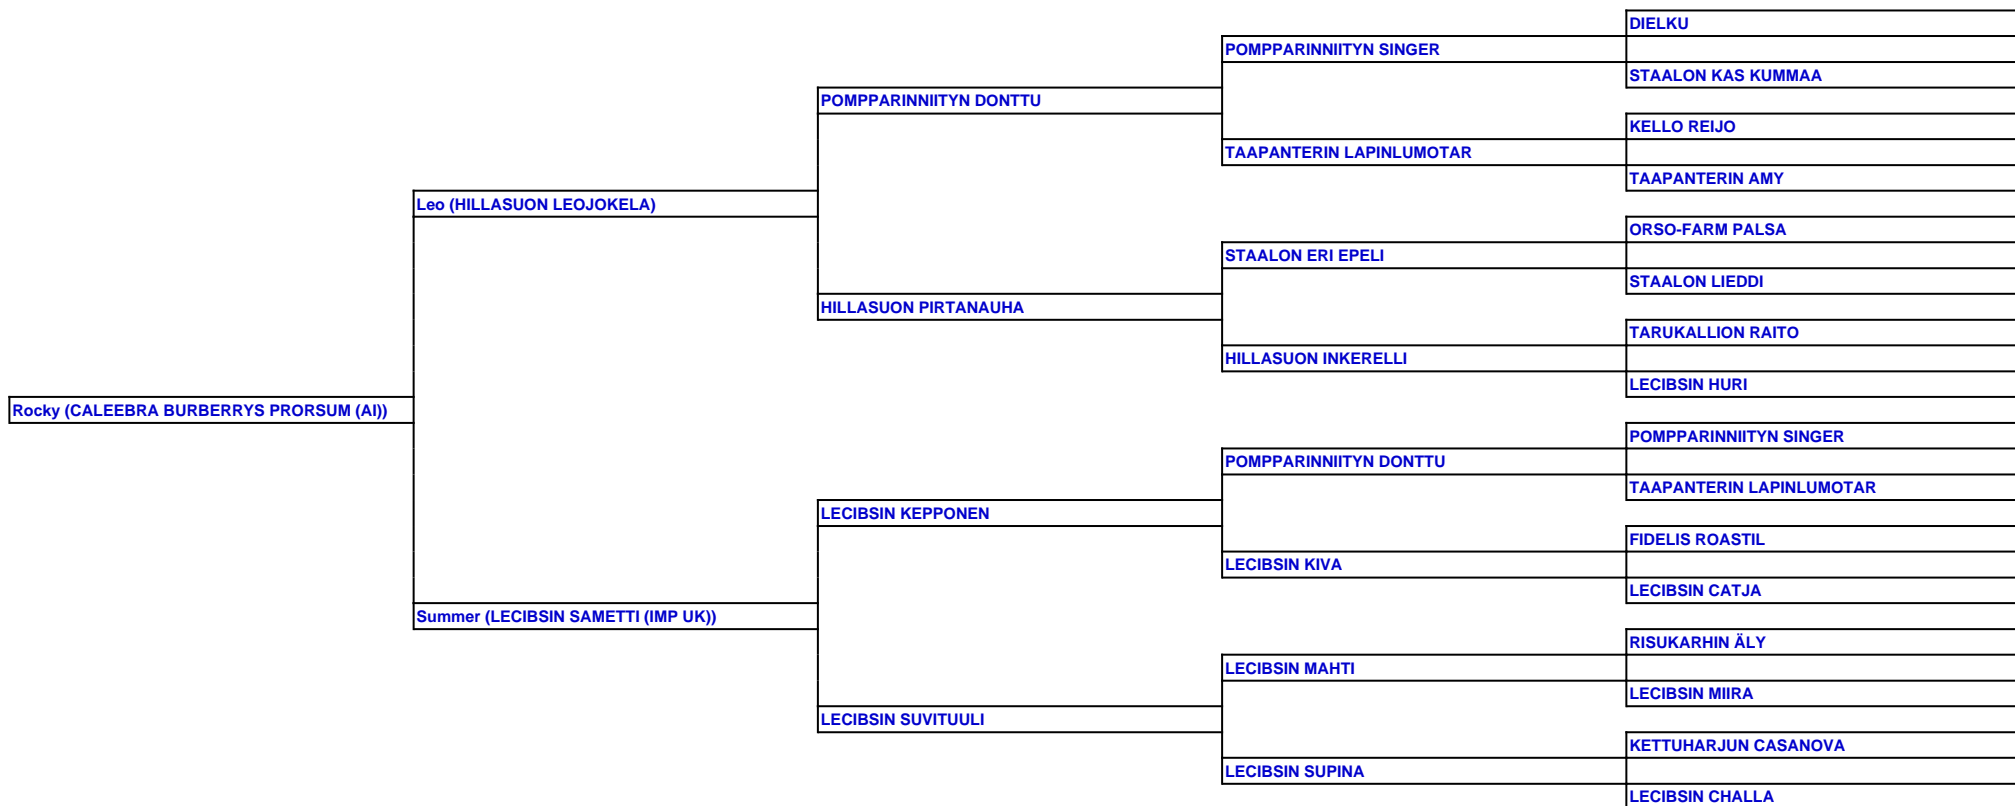 DIELKU
POMPPARINNIITYN SINGER
STAALON KAS KUMMAA
POMPPARINNIITYN DONTTU
KELLO REIJO
TAAPANTERIN LAPINLUMOTAR
TAAPANTERIN AMY
Leo (HILLASUON LEOJOKELA)
ORSO-FARM PALSA
STAALON ERI EPELI
STAALON LIEDDI
HILLASUON PIRTANAUHA
TARUKALLION RAITO
HILLASUON INKERELLI
LECIBSIN HURI
Rocky (CALEEBRA BURBERRYS PRORSUM (AI))
POMPPARINNIITYN SINGER
POMPPARINNIITYN DONTTU
TAAPANTERIN LAPINLUMOTAR
LECIBSIN KEPPONEN
FIDELIS ROASTIL
LECIBSIN KIVA
LECIBSIN CATJA
Summer (LECIBSIN SAMETTI (IMP UK))
RISUKARHIN ÄLY
LECIBSIN MAHTI
LECIBSIN MIIRA
LECIBSIN SUVITUULI
KETTUHARJUN CASANOVA
LECIBSIN SUPINA
LECIBSIN CHALLA